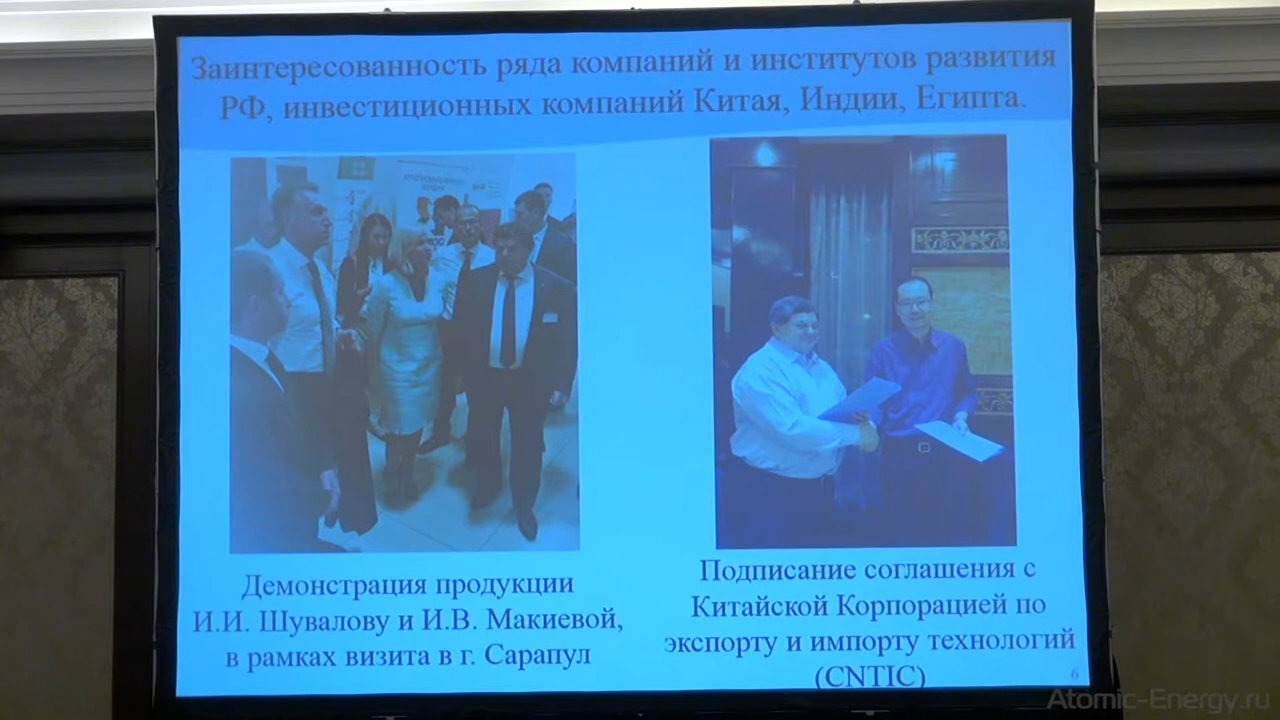 Заинтересованность ряда компаний и институтов развития
РФ, инвестиционных компаний Китая, Индии, Египта.
Демонстрация продукции
И.И. Шувалову и И.В. Макиевой,
в рамках визита в г. Сарапул
Подписание соглашения с
Китайской Корпорацией по
экспорту и импорту технологий
(CNTIC)
6
Atomic-Energy.ru